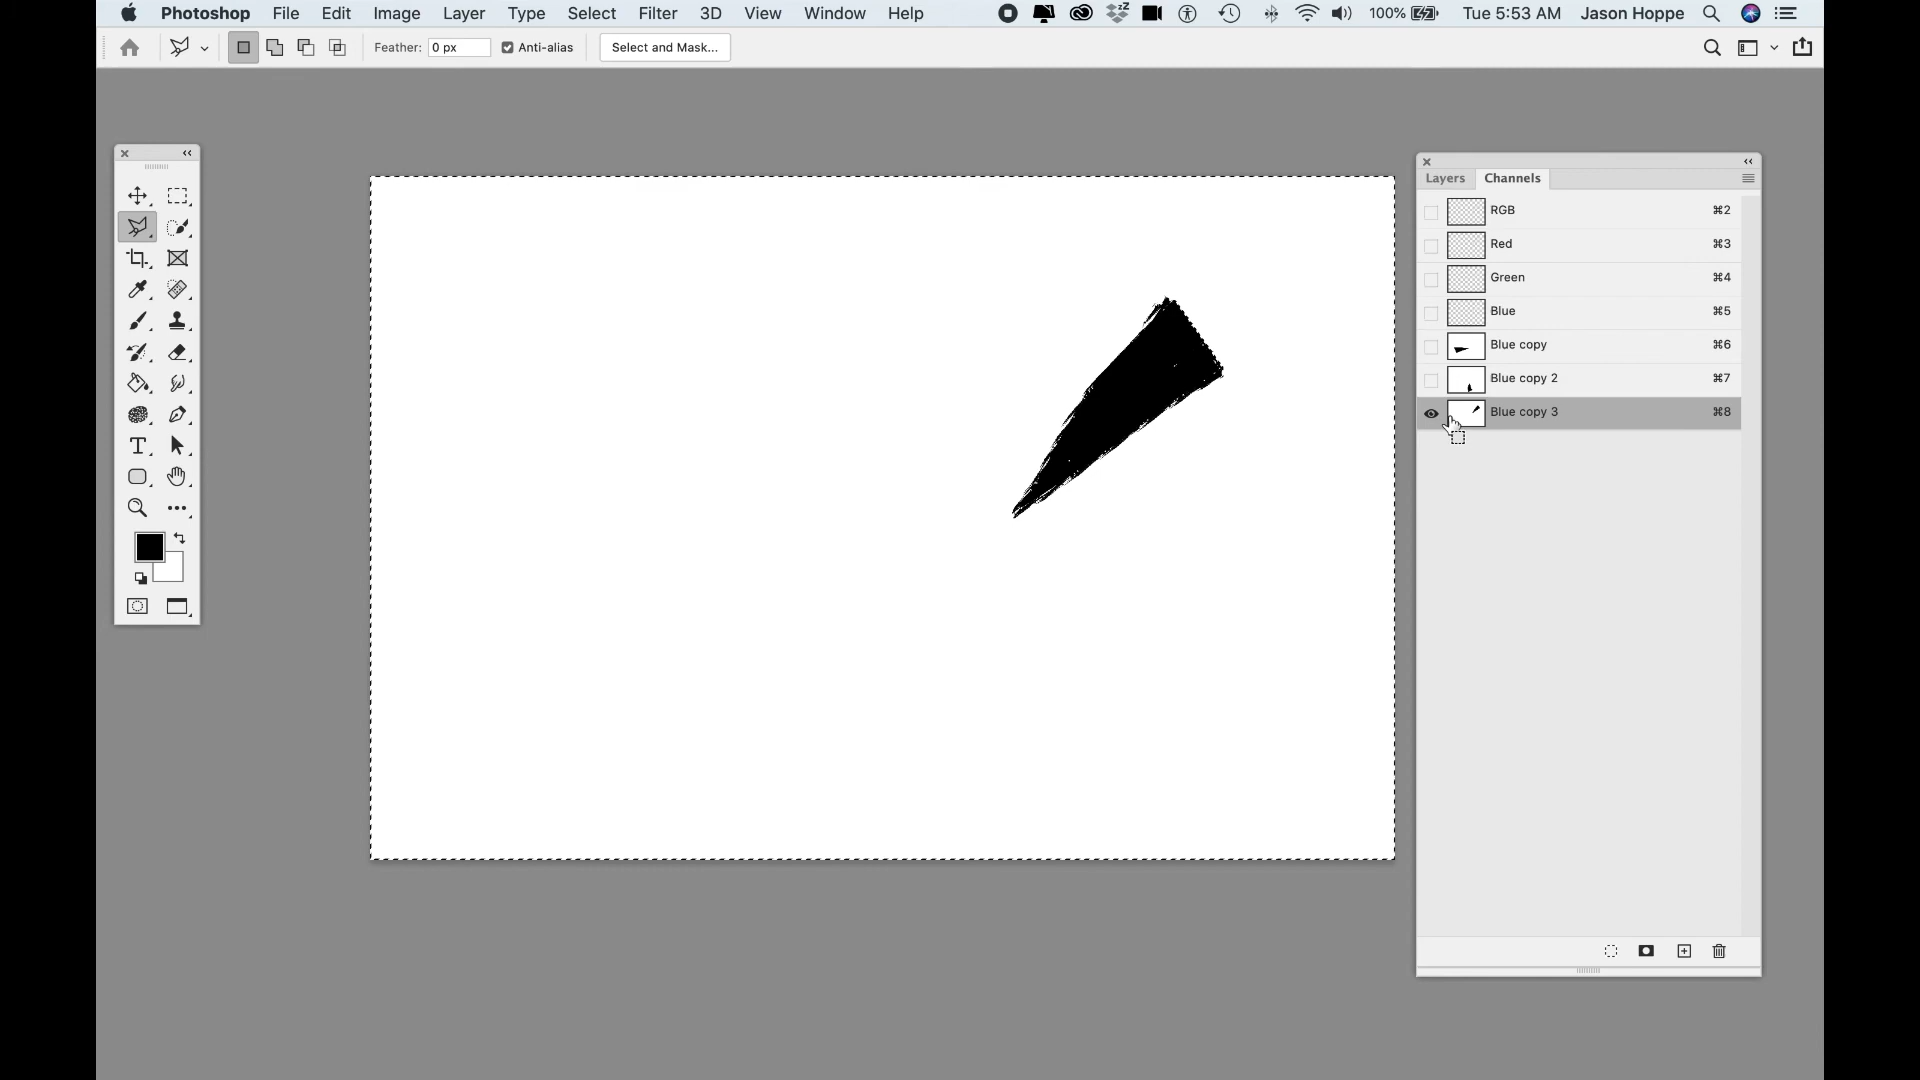 Photoshop File Edit Image Layer Type Select Filter 3D View Window Help 100% Tue 5:53 AM Jason Hoppe
Feather: 0 px Anti-alias Select and Mask...
Layers Channels
RGB ⌘2
Red ⌘3
Green ⌘4
Blue ⌘5
Blue copy ⌘6
Blue copy 2 ⌘7
Blue copy 3 ⌘8